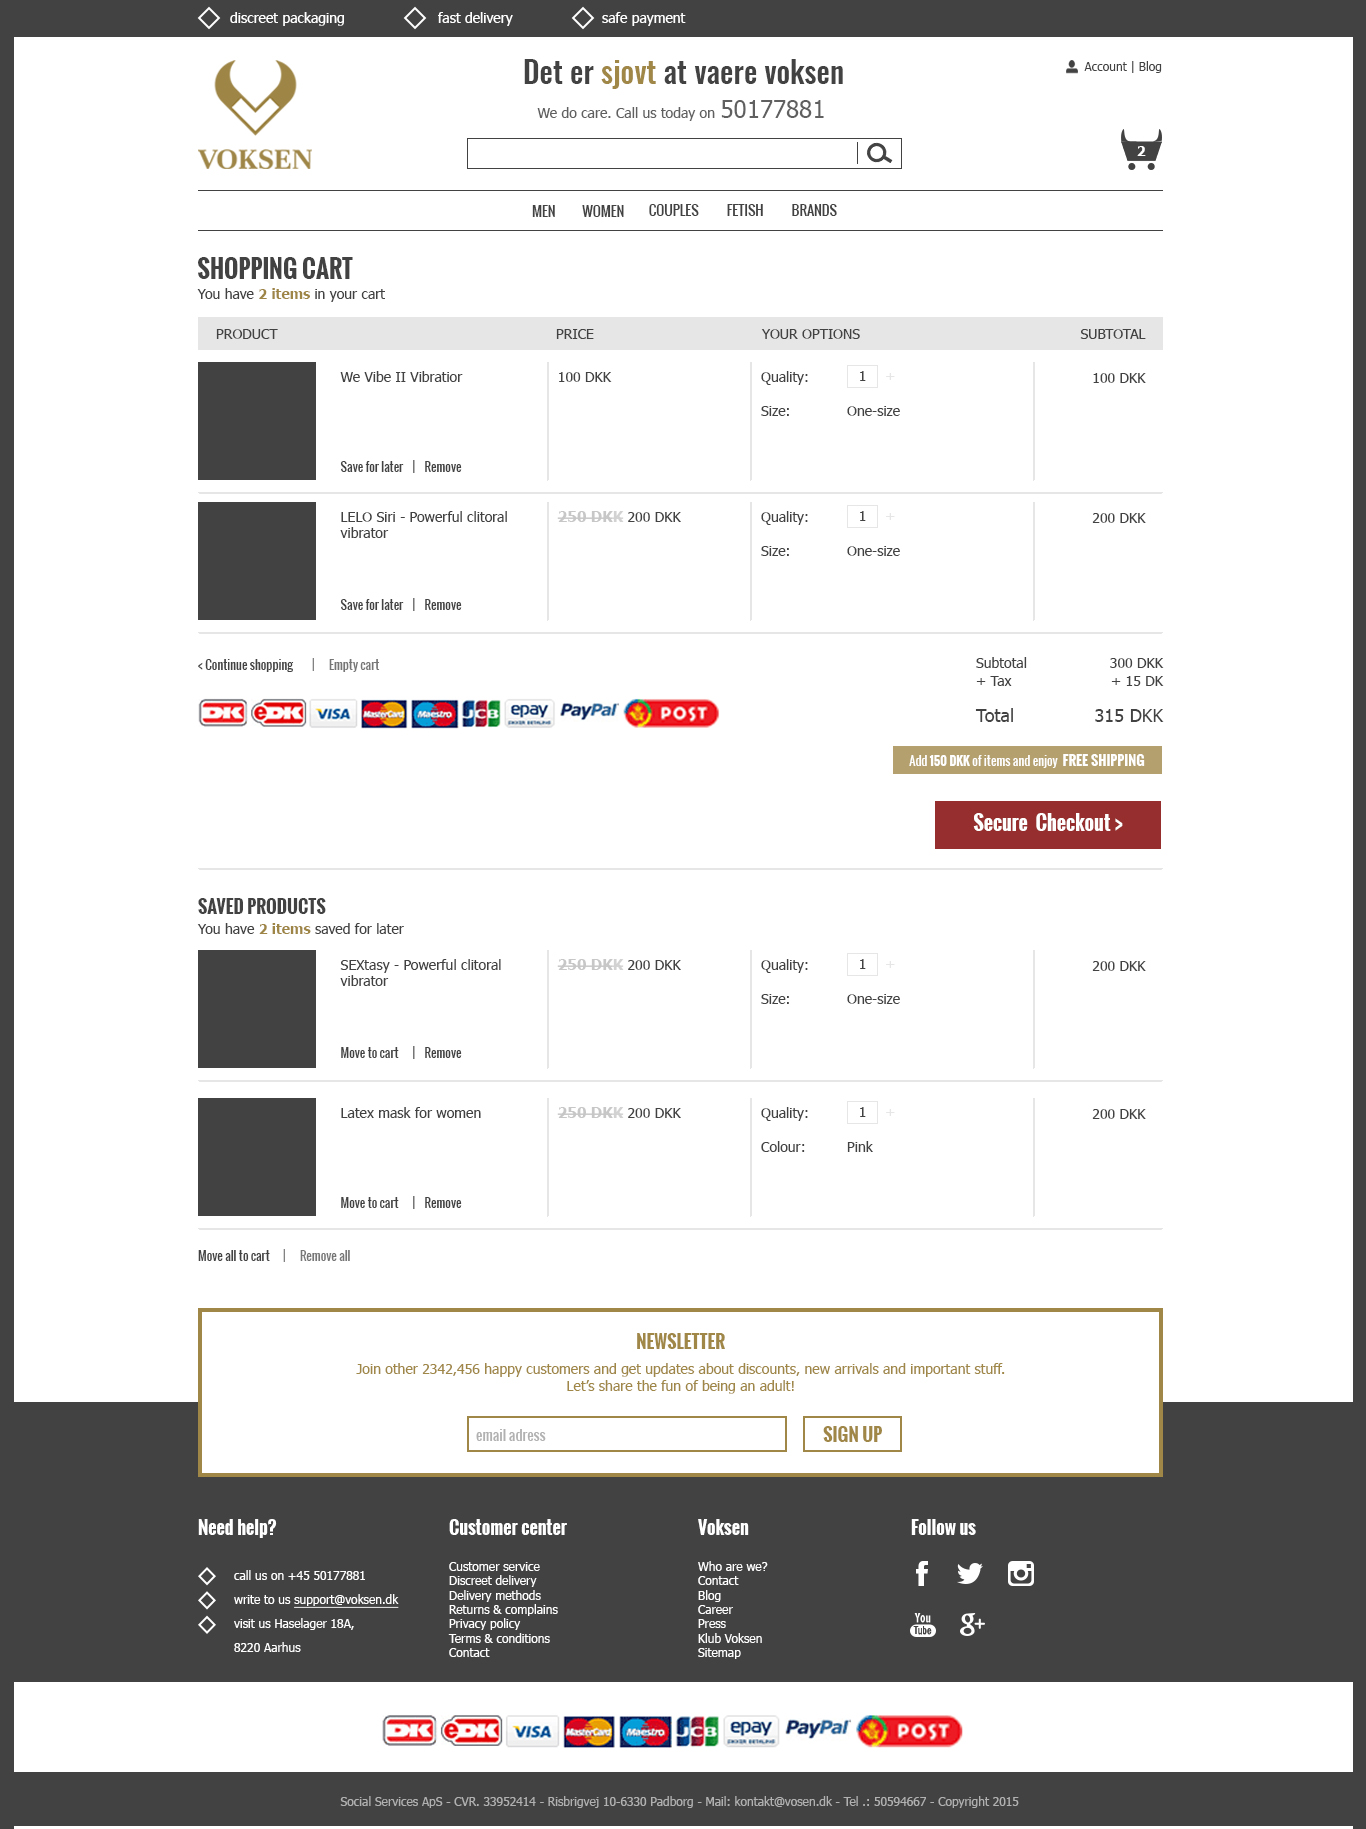 discreet packaging fast delivery safe payment
Det er sjovt at vaere voksen
Account | Blog
We do care. Call us today on 50177881
VOKSEN
2
MEN WOMEN COUPLES FETISH BRANDS
SHOPPING CART
You have 2 items in your cart
PRODUCT PRICE YOUR OPTIONS SUBTOTAL
We Vibe II Vibratior 100 DKK Quality: 1 + 100 DKK
Size: One-size
Save for later | Remove
LELO Siri - Powerful clitoral 250 DKK 200 DKK Quality: 1 + 200 DKK
vibrator
Size: One-size
Save for later | Remove
< Continue shopping | Empty cart
Subtotal 300 DKK
+ Tax + 15 DK
DK eDK VISA MasterCard Maestro JCB epay SIKKER BETALING PayPal POST
Total 315 DKK
Add 150 DKK of items and enjoy FREE SHIPPING
Secure Checkout >
SAVED PRODUCTS
You have 2 items saved for later
SEXtasy - Powerful clitoral 250 DKK 200 DKK Quality: 1 + 200 DKK
vibrator
Size: One-size
Move to cart | Remove
Latex mask for women 250 DKK 200 DKK Quality: 1 + 200 DKK
Colour: Pink
Move to cart | Remove
Move all to cart | Remove all
NEWSLETTER
Join other 2342,456 happy customers and get updates about discounts, new arrivals and important stuff.
Let's share the fun of being an adult!
email adress SIGN UP
Need help?
call us on +45 50177881
write to us support@voksen.dk
visit us Haselager 18A,
8220 Aarhus
Customer center
Customer service
Discreet delivery
Delivery methods
Returns & complains
Privacy policy
Terms & conditions
Contact
Voksen
Who are we?
Contact
Blog
Career
Press
Klub Voksen
Sitemap
Follow us
You
Tube
g+
DK eDK VISA MasterCard Maestro JCB epay SIKKER BETALING PayPal POST
Social Services ApS - CVR. 33952414 - Risbrigvej 10-6330 Padborg - Mail: kontakt@vosen.dk - Tel .: 50594667 - Copyright 2015